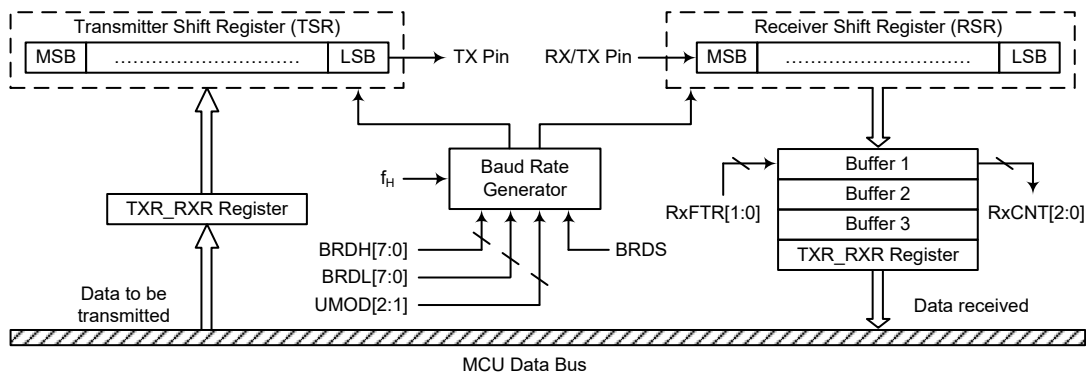 Transmitter Shift Register (TSR)
MSB ................................ LSB
TX Pin
RX/TX Pin
Receiver Shift Register (RSR)
MSB ................................ LSB
fH
Baud Rate
Generator
TXR_RXR Register
BRDH[7:0]
BRDL[7:0]
UMOD[2:1]
BRDS
RxFTR[1:0]
Buffer 1
Buffer 2
Buffer 3
TXR_RXR Register
RxCNT[2:0]
Data to be
transmitted
Data received
MCU Data Bus